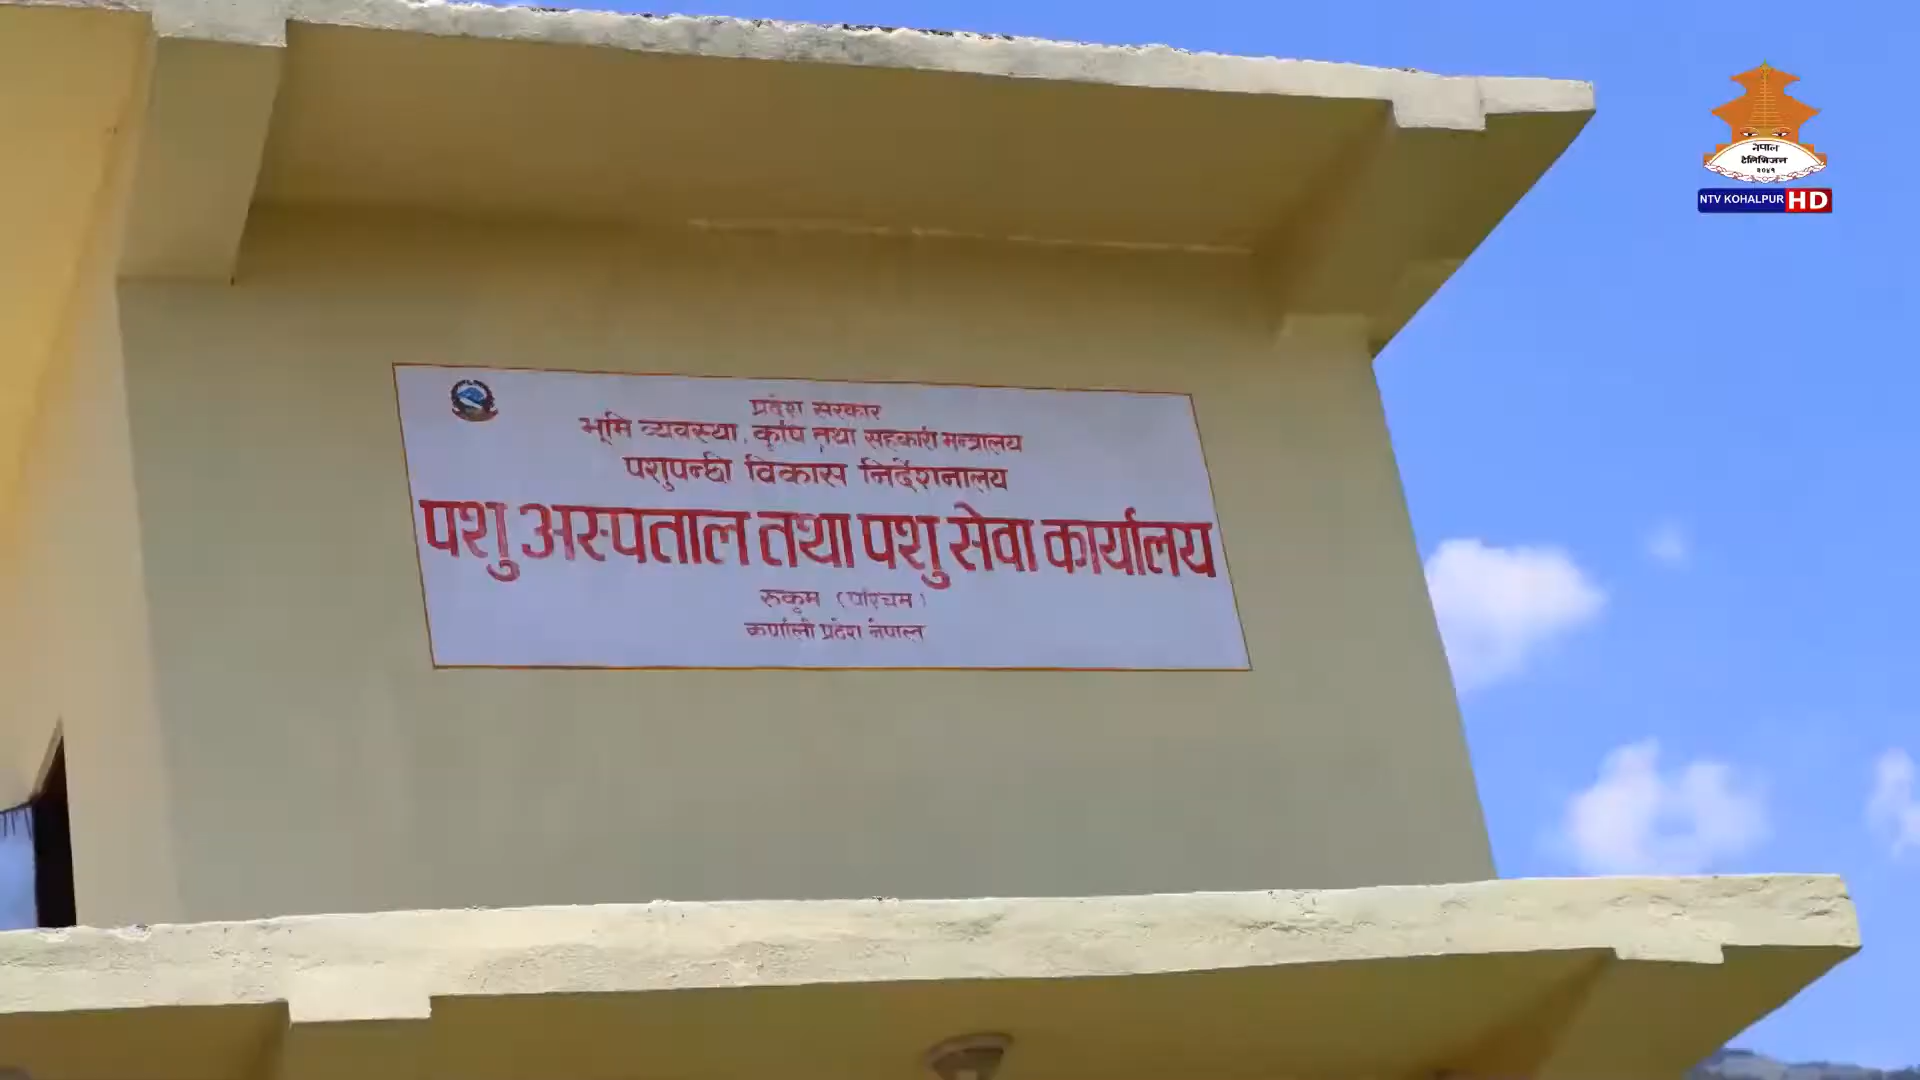 प्रदेश सरकार
भूमि व्यवस्था, कृषि तथा सहकारी मन्त्रालय
पशुपन्छी विकास निर्देशनालय
पशु अस्पताल तथा पशु सेवा कार्यालय
रुकुम (पश्चिम)
कर्णाली प्रदेश नेपाल
नेपाल
टेलिभिजन
२०४१
NTV KOHALPUR HD